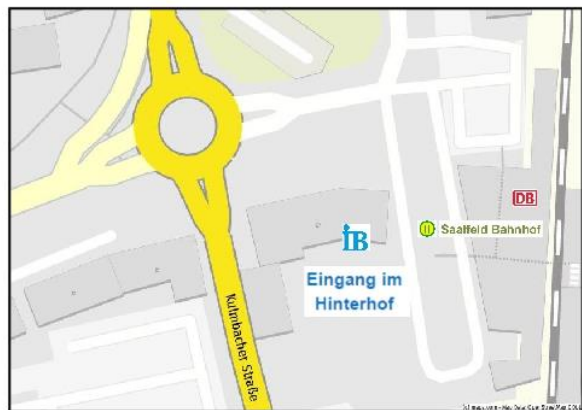 DB
H
Saalfeld Bahnhof
IB
Eingang im
Hinterhof
Kulmbacher Straße